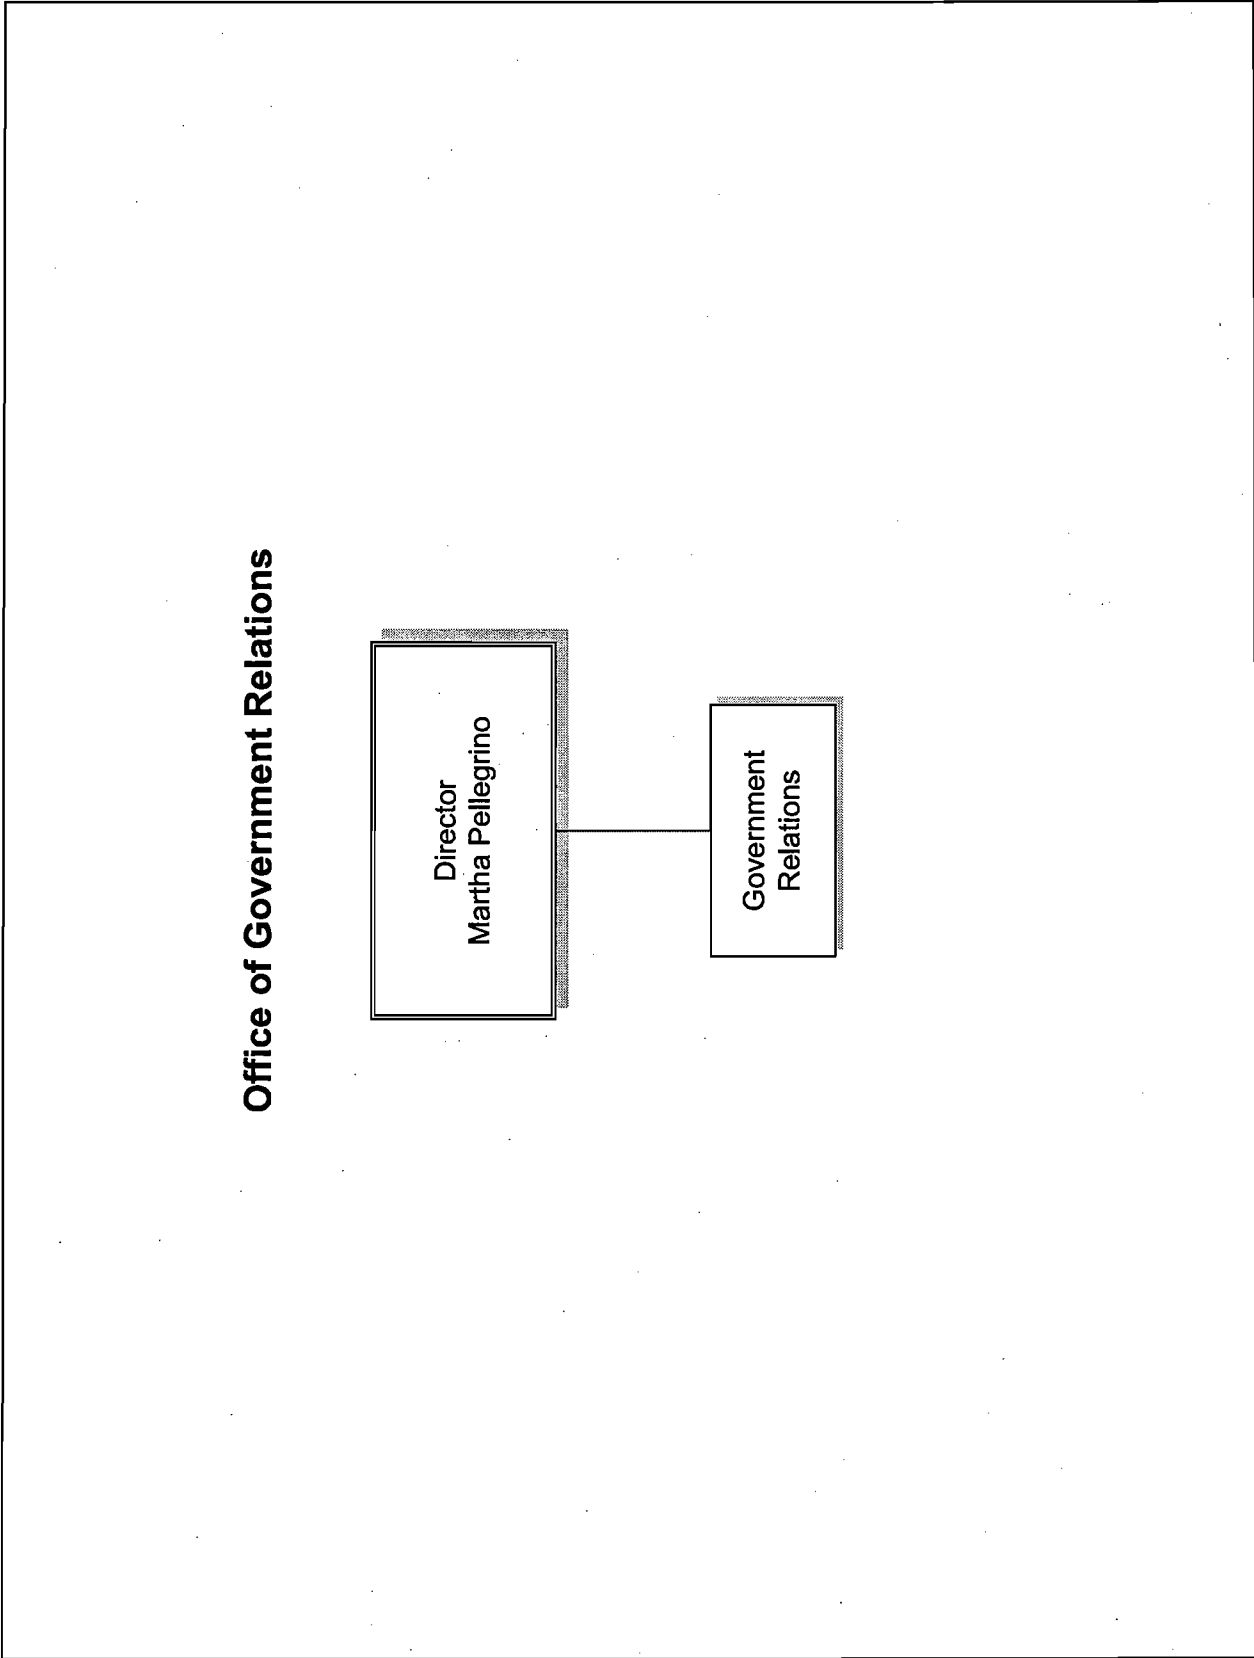 Office of Government Relations
Director
Martha Pellegrino
Government
Relations